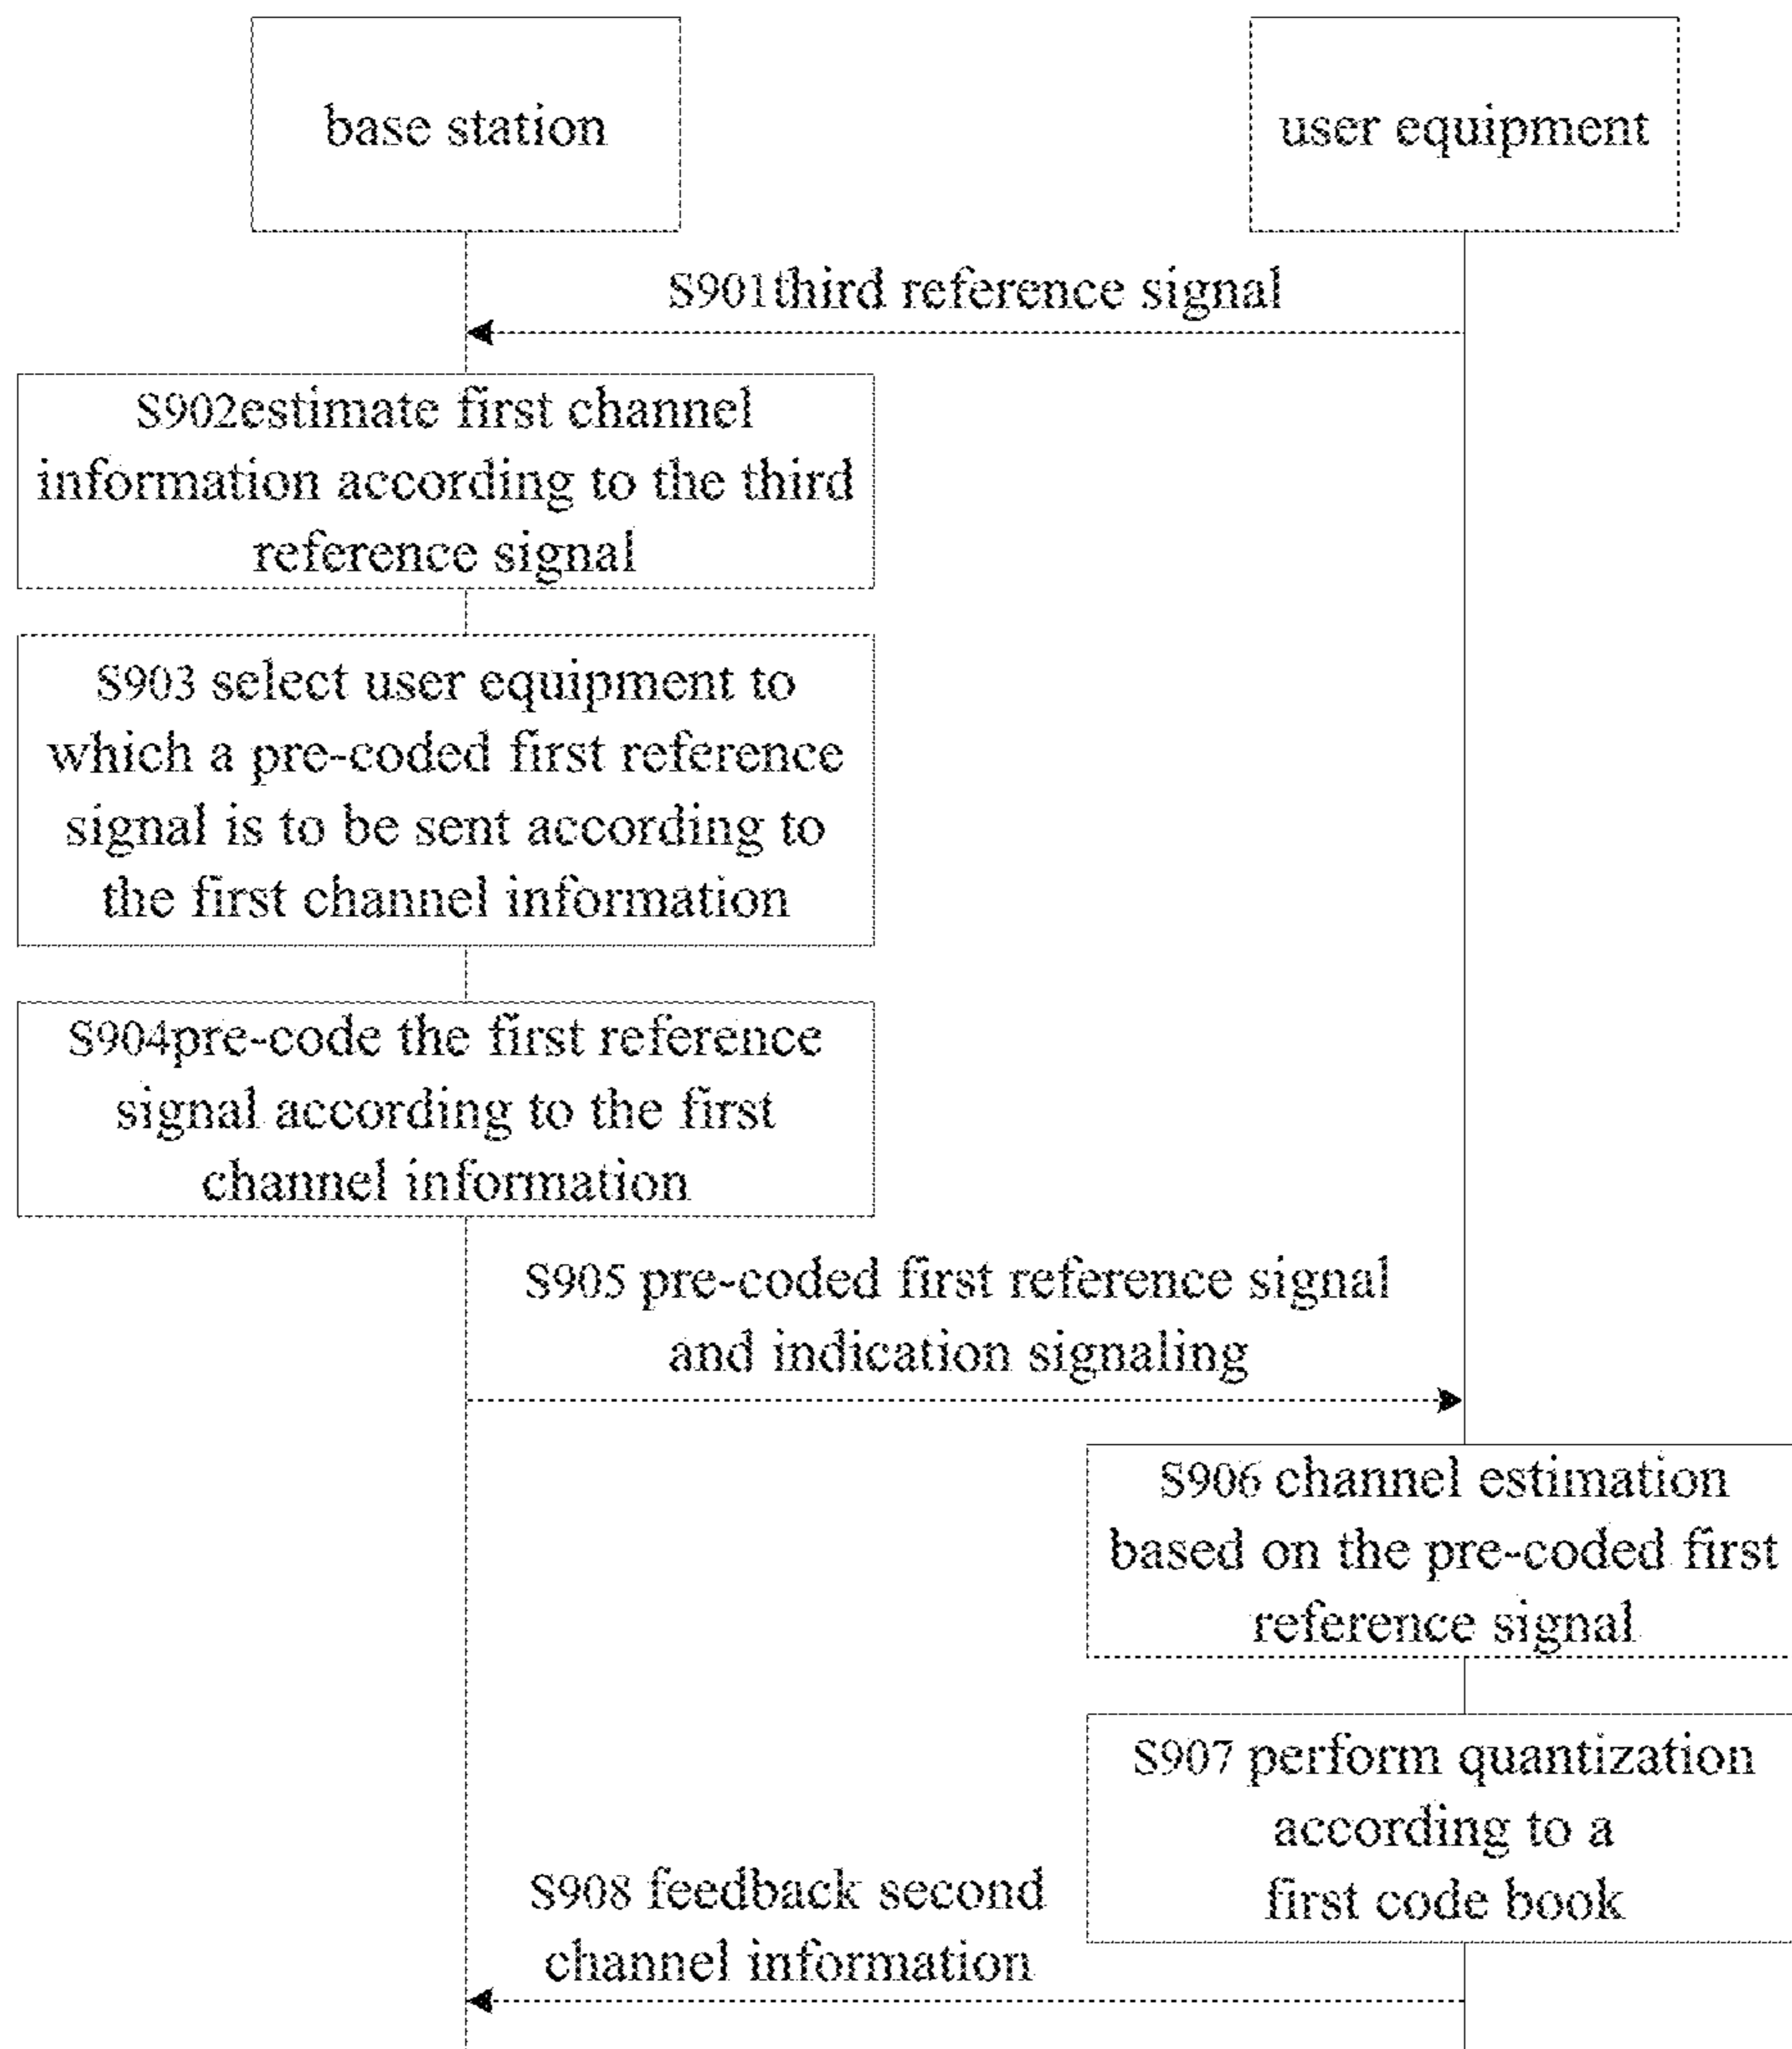 base station
user equipment
S901third reference signal
S902estimate first channel
information according to the third
reference signal
S903 select user equipment to
which a pre-coded first reference
signal is to be sent according to
the first channel information
S904pre-code the first reference
signal according to the first
channel information
S905 pre-coded first reference signal
and indication signaling
S906 channel estimation
based on the pre-coded first
reference signal
S907 perform quantization
according to a
first code book
S908 feedback second
channel information